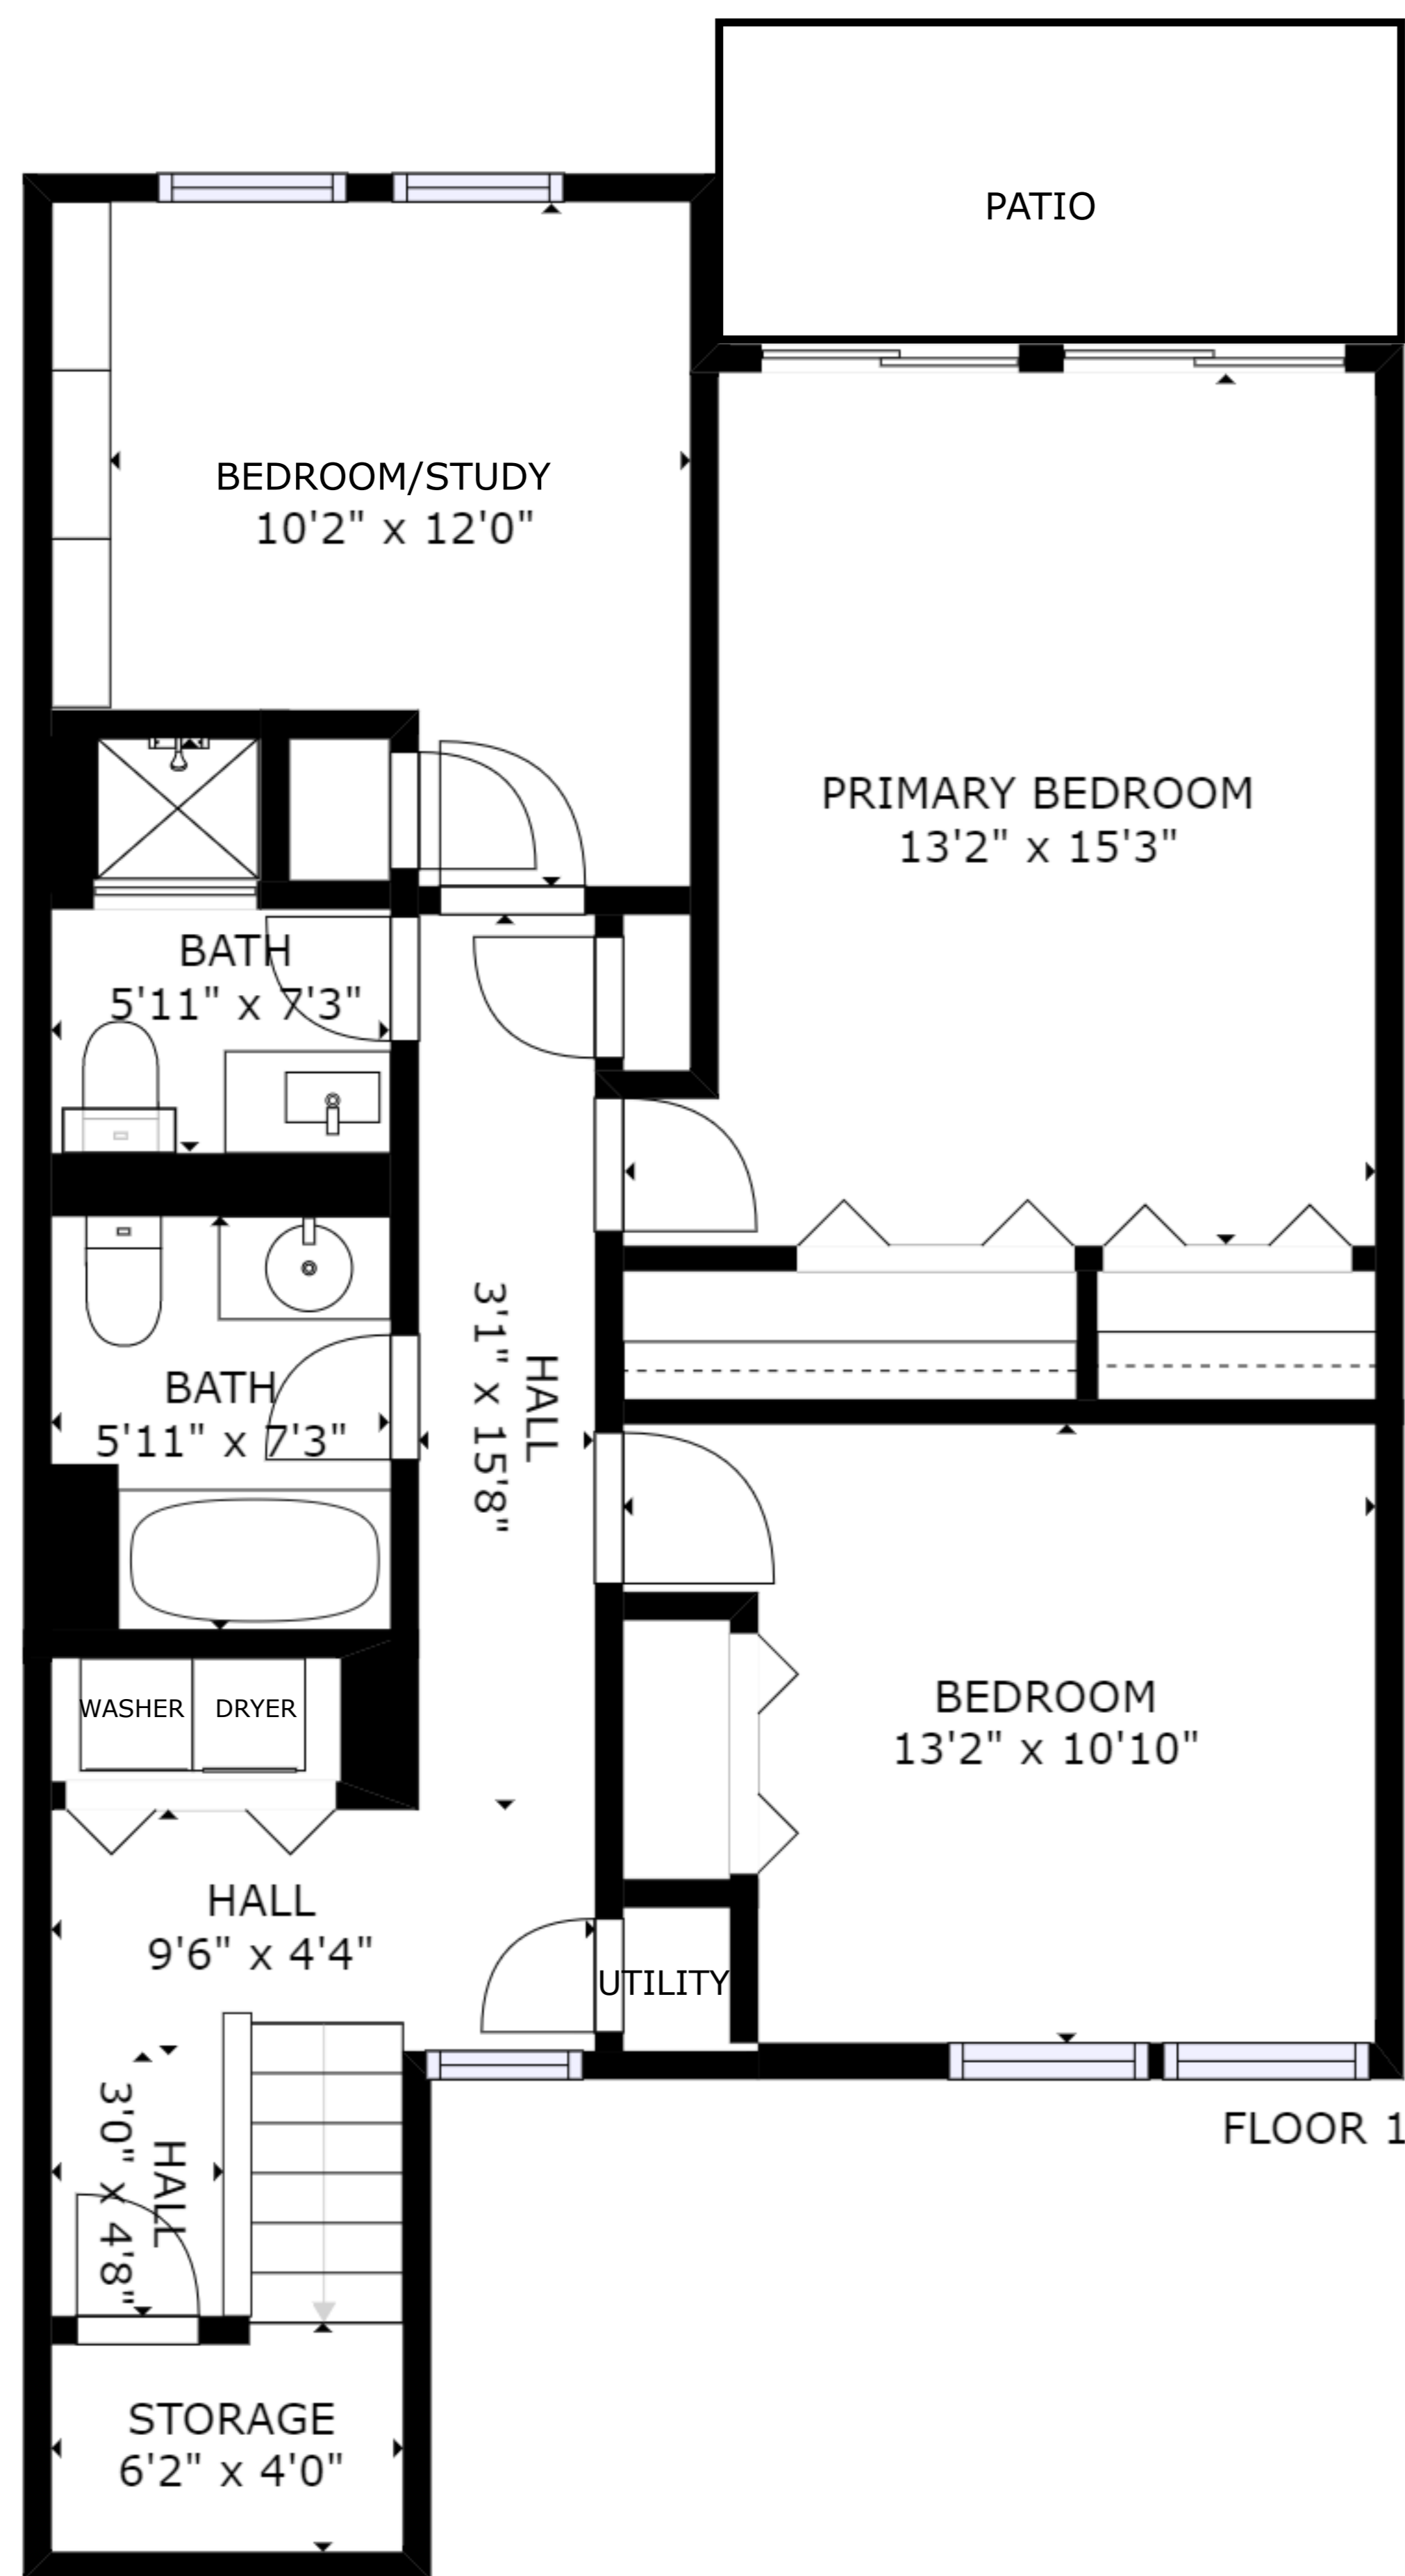 PATIO
BEDROOM/STUDY
10'2" x 12'0"
PRIMARY BEDROOM
13'2" x 15'3"
BATH
5'11" x 7'3"
HALL
3'1" x 15'8"
BATH
5'11" x 7'3"
WASHER
DRYER
BEDROOM
13'2" x 10'10"
HALL
9'6" x 4'4"
UTILITY
HALL
3'0" x 4'8"
FLOOR 1
STORAGE
6'2" x 4'0"